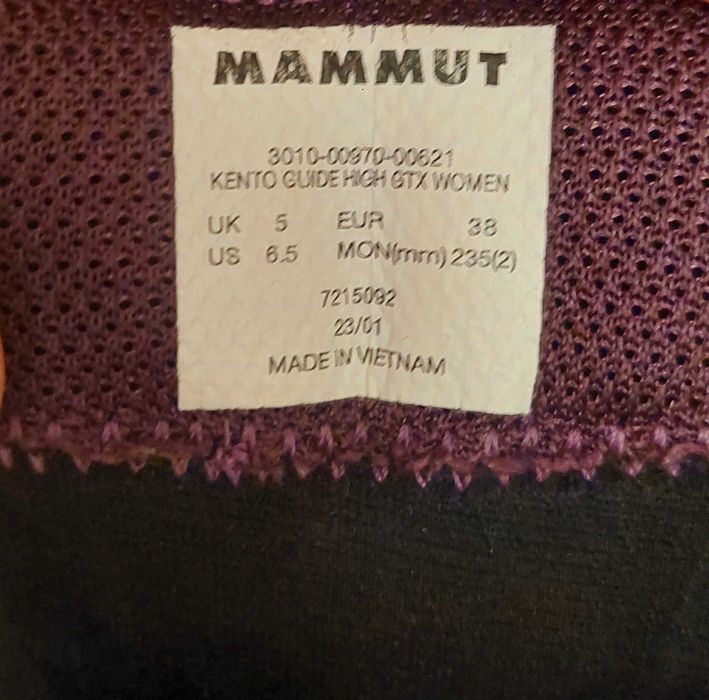 MAMMUT
3010-00970-00621
KENTO GUIDE HIGH GTX WOMEN
UK 5 EUR 38
US 6.5 MON(mm) 235(2)
7215092
23/01
MADE IN VIETNAM